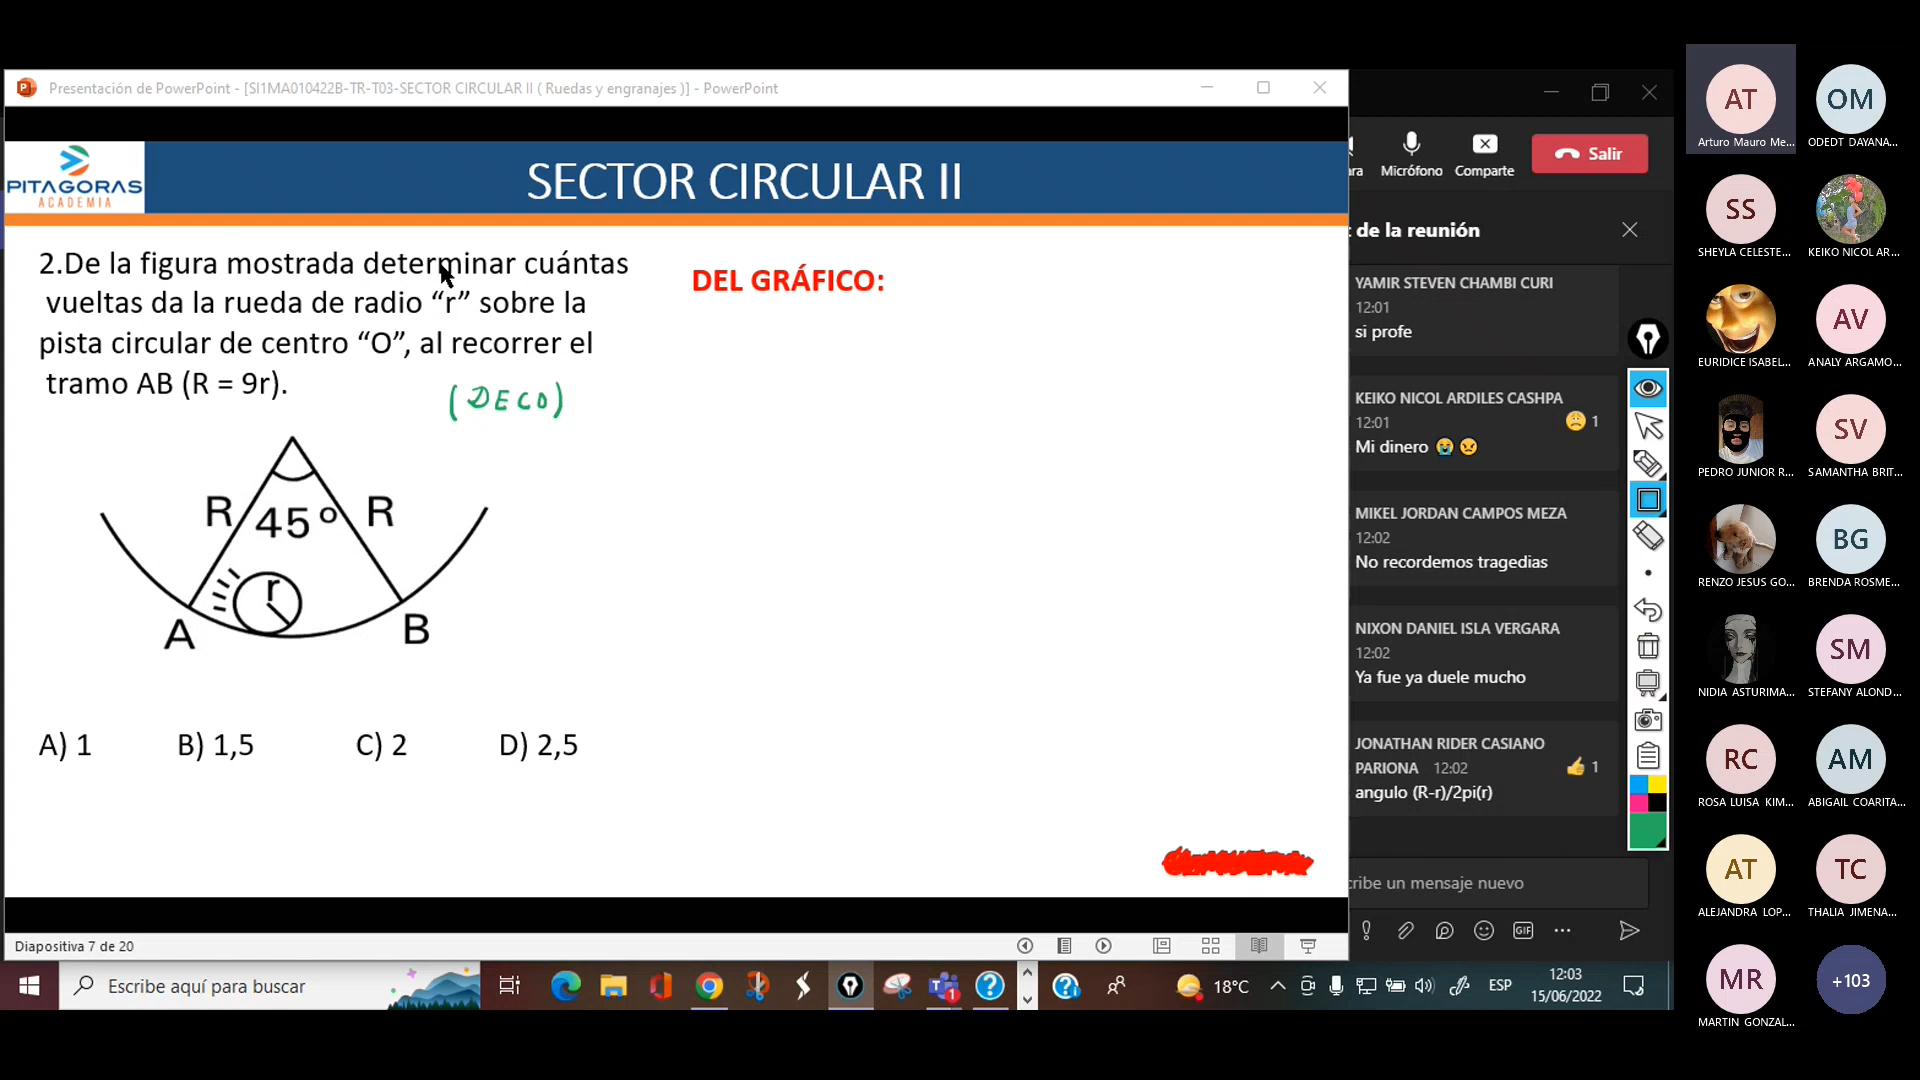 Presentación de PowerPoint - [SI1MA010422B-TR-T03-SECTOR CIRCULAR II ( Ruedas y engranajes )] - PowerPoint
PITAGORAS
ACADEMIA
SECTOR CIRCULAR II
2.De la figura mostrada determinar cuántas
vueltas da la rueda de radio “r” sobre la
pista circular de centro “O”, al recorrer el
tramo AB (R = 9r).
(DECO)
DEL GRÁFICO:
R
R
45°
r
A
B
A) 1
B) 1,5
C) 2
D) 2,5
Diapositiva 7 de 20
ara
Micrófono
Comparte
Salir
de la reunión
YAMIR STEVEN CHAMBI CURI
12:01
si profe
KEIKO NICOL ARDILES CASHPA
12:01
1
Mi dinero 😭 😠
MIKEL JORDAN CAMPOS MEZA
12:02
No recordemos tragedias
NIXON DANIEL ISLA VERGARA
12:02
Ya fue ya duele mucho
JONATHAN RIDER CASIANO
PARIONA 12:02
1
angulo (R-r)/2pi(r)
cribe un mensaje nuevo
GIF
AT
Arturo Mauro Me...
OM
ODEDT DAYANA...
SS
SHEYLA CELESTE...
KEIKO NICOL AR...
EURIDICE ISABEL...
AV
ANALY ARGAMO...
PEDRO JUNIOR R...
SV
SAMANTHA BRIT...
RENZO JESUS GO...
BG
BRENDA ROSME...
NIDIA ASTURIMA...
SM
STEFANY ALOND...
RC
ROSA LUISA KIM...
AM
ABIGAIL COARITA...
AT
ALEJANDRA LOP...
TC
THALIA JIMENA...
MR
MARTIN GONZAL...
+103
Escribe aquí para buscar
1
18°C
ESP
12:03
15/06/2022